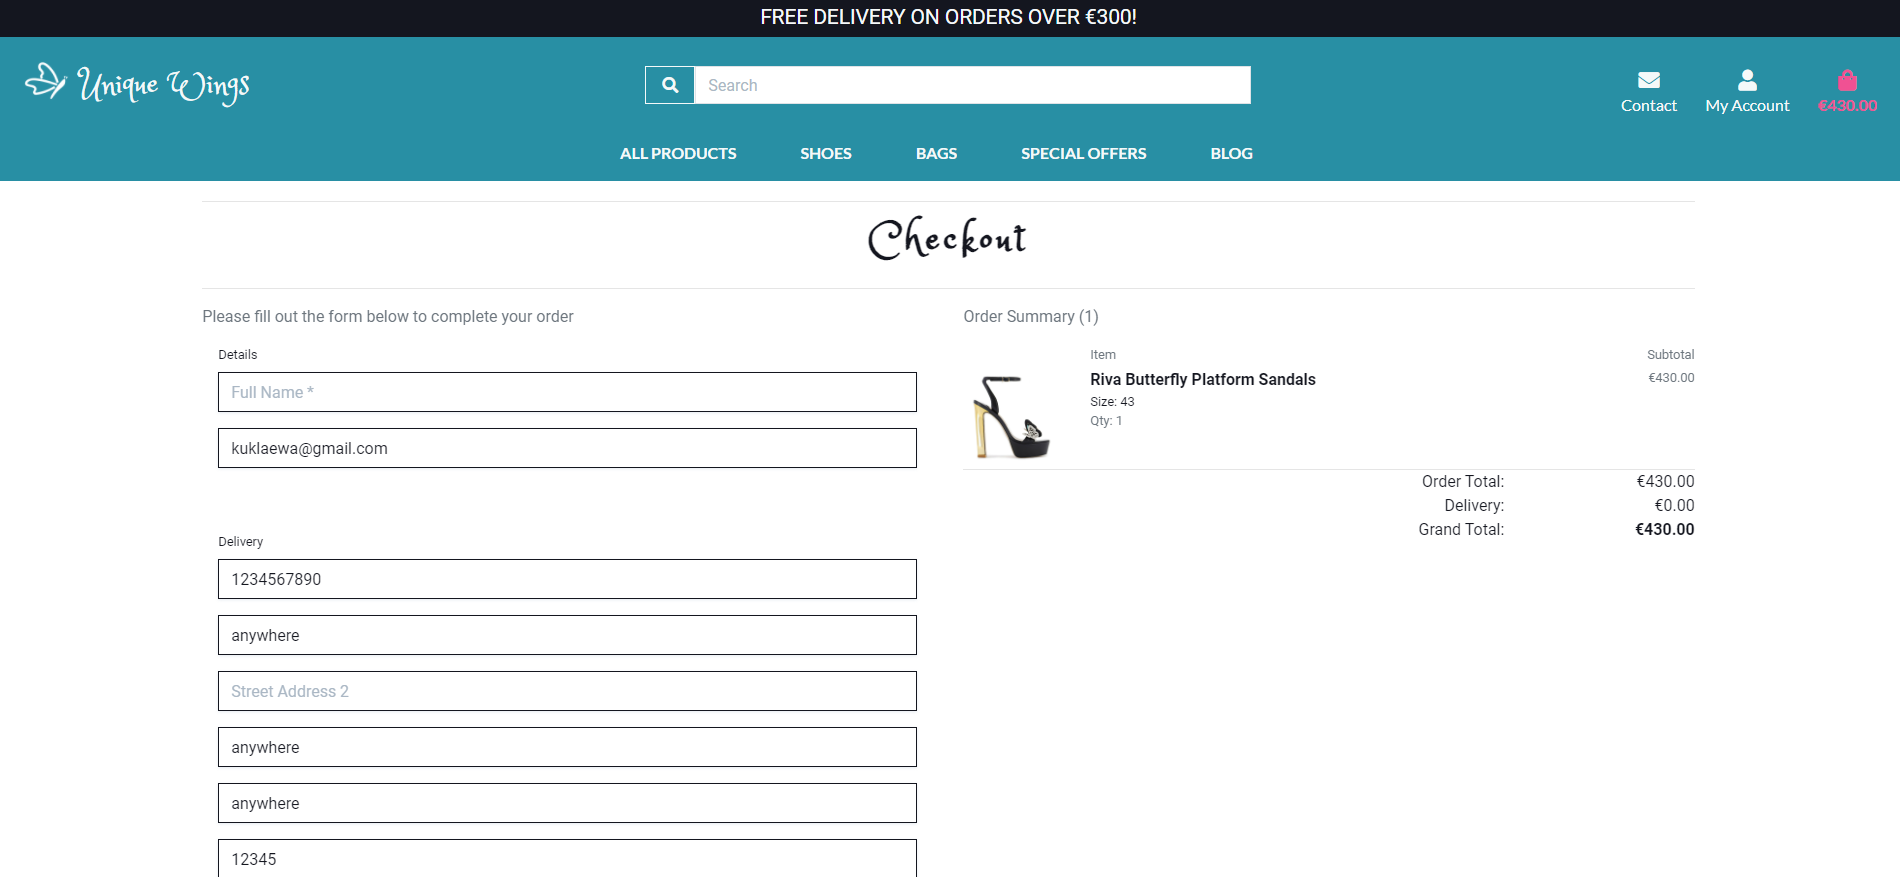 FREE DELIVERY ON ORDERS OVER €300!
Unique Wings
Search
Contact
My Account
€430.00
ALL PRODUCTS
SHOES
BAGS
SPECIAL OFFERS
BLOG
Checkout
Please fill out the form below to complete your order
Details
Full Name *
kuklaewa@gmail.com
Delivery
1234567890
anywhere
Street Address 2
anywhere
anywhere
12345
Order Summary (1)
Item
Subtotal
Riva Butterfly Platform Sandals
€430.00
Size: 43
Qty: 1
Order Total: €430.00
Delivery: €0.00
Grand Total: €430.00